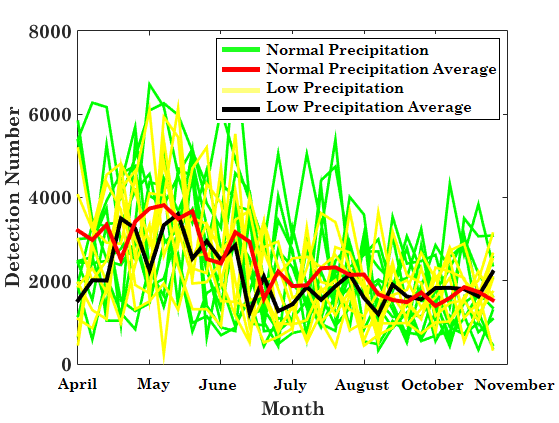 8000
6000
4000
2000
0
Detection Number
Normal Precipitation
Normal Precipitation Average
Low Precipitation
Low Precipitation Average
April May June July August October November
Month